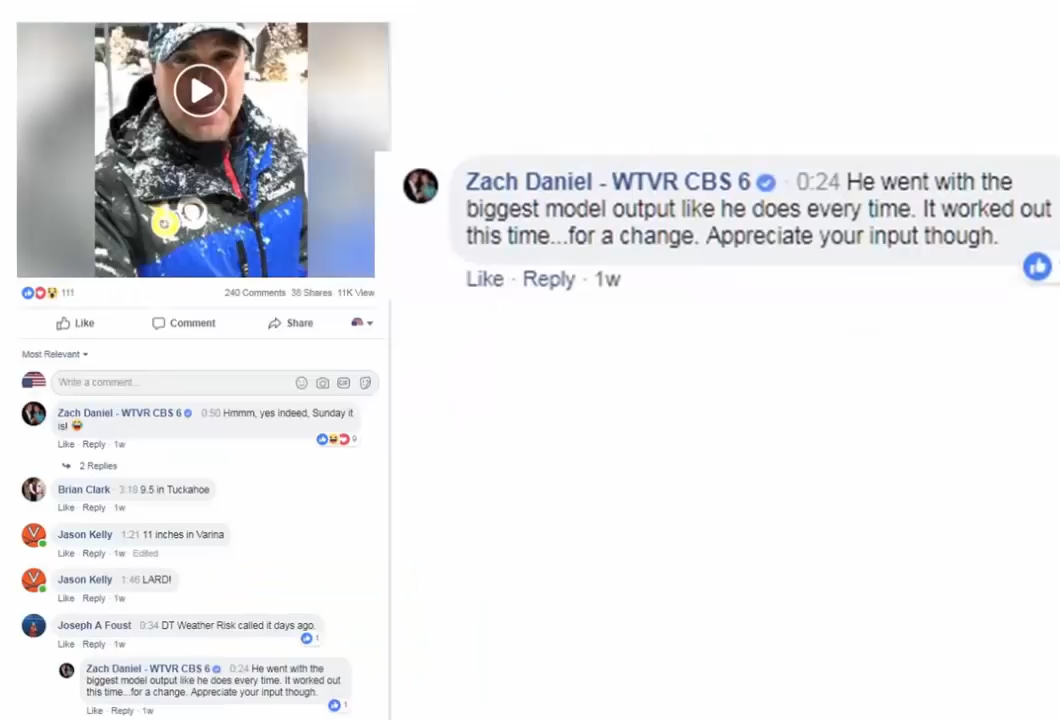 111
240 Comments 38 Shares 11K View
Like Comment Share
Most Relevant
Write a comment...
GIF
Zach Daniel - WTVR CBS 6 0:50 Hmmm, yes indeed, Sunday it
is! 😂
9
Like · Reply · 1w
2 Replies
Brian Clark · 3:18 9.5 in Tuckahoe
Like · Reply · 1w
Jason Kelly 1:21 11 inches in Varina
Like · Reply · 1w · Edited
Jason Kelly 1:46 LARD!
Like · Reply · 1w
Joseph A Foust · 0:34 DT Weather Risk called it days ago.
1
Like · Reply · 1w
Zach Daniel - WTVR CBS 6 0:24 He went with the
biggest model output like he does every time. It worked out
this time...for a change. Appreciate your input though.
1
Like · Reply · 1w
Zach Daniel - WTVR CBS 6 · 0:24 He went with the
biggest model output like he does every time. It worked out
this time...for a change. Appreciate your input though.
Like · Reply · 1w